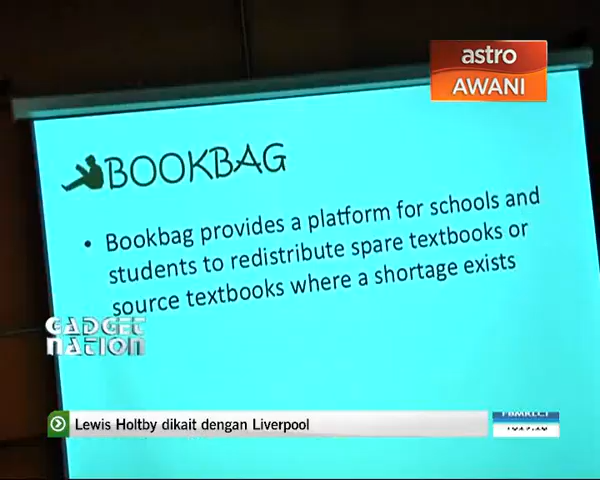 astro
AWANI
BOOKBAG
• Bookbag provides a platform for schools and
students to redistribute spare textbooks or
source textbooks where a shortage exists
GADGET
NATION
Lewis Holtby dikait dengan Liverpool